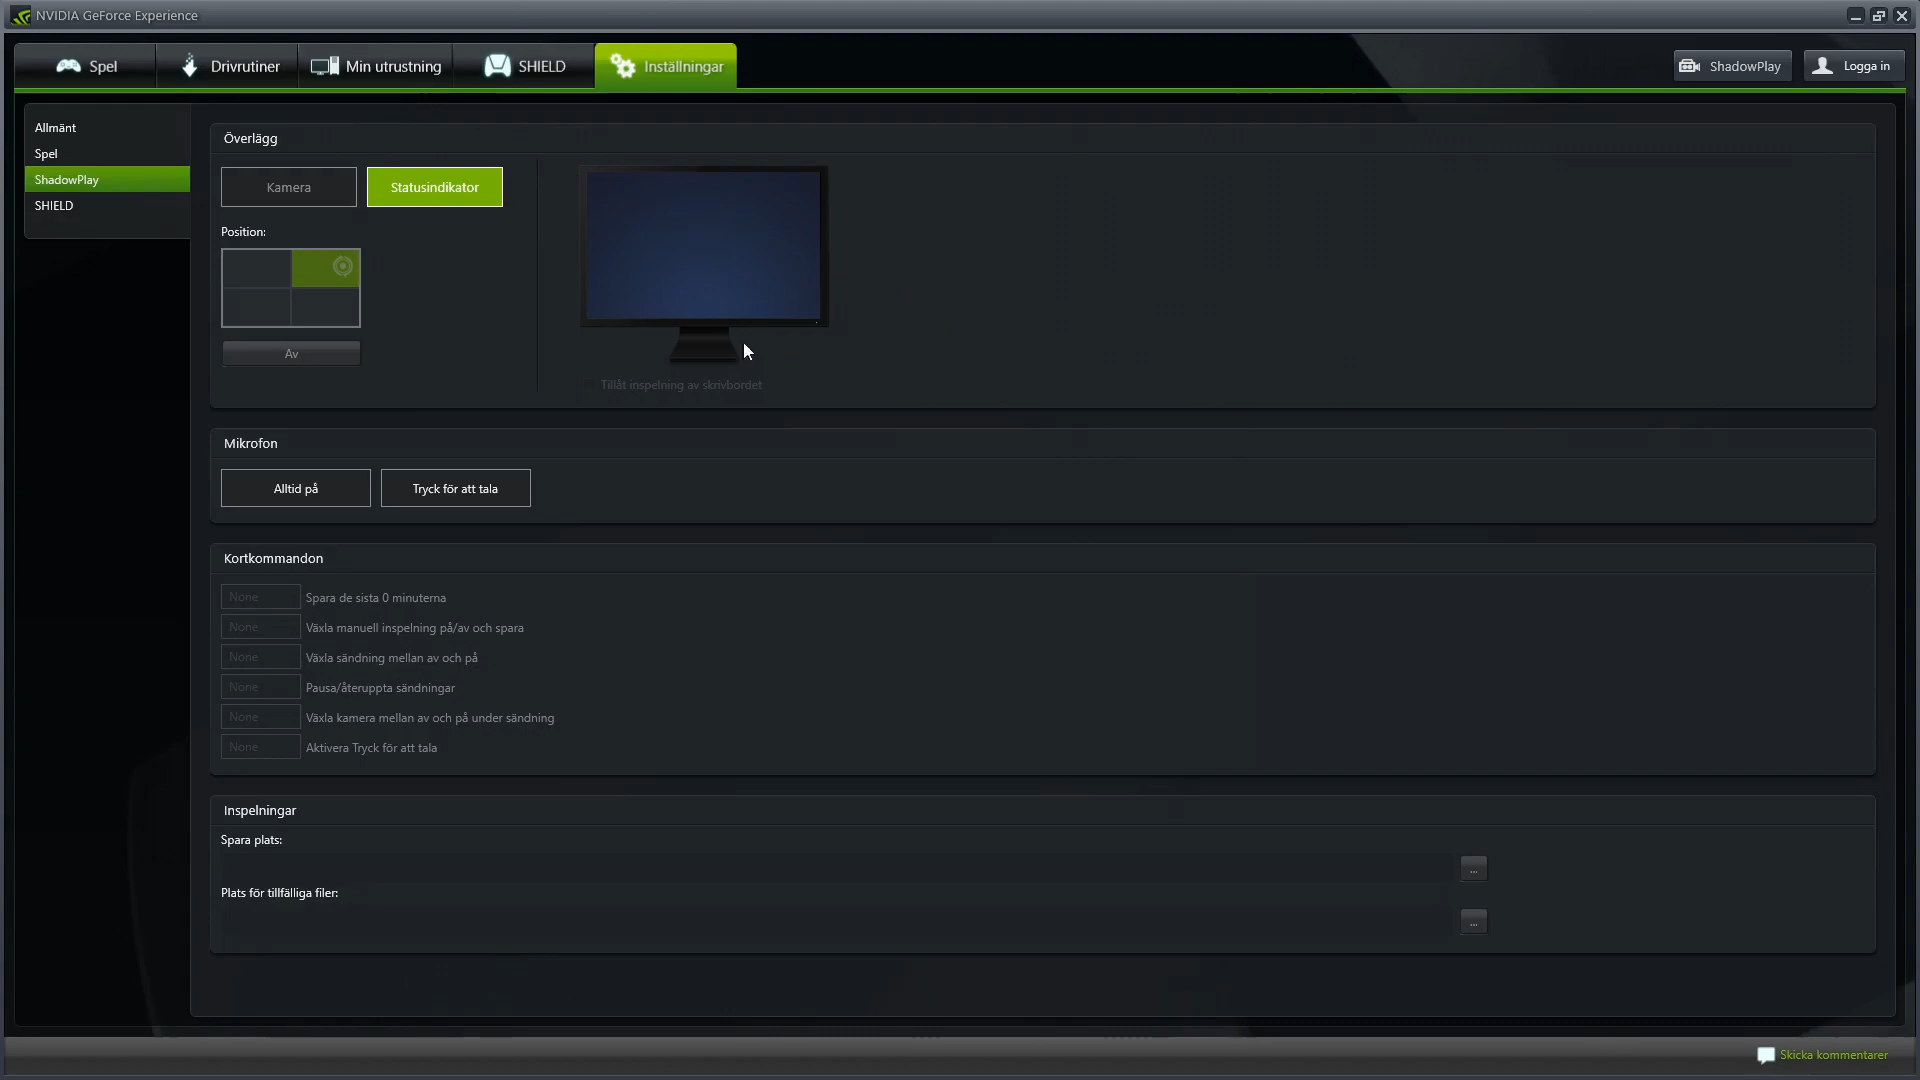 NVIDIA GeForce Experience
Spel
Drivrutiner
Min utrustning
SHIELD
Inställningar
ShadowPlay
Logga in
Allmänt
Spel
ShadowPlay
SHIELD
Överlägg
Kamera
Statusindikator
Position:
Av
Tillåt inspelning av skrivbordet
Mikrofon
Alltid på
Tryck för att tala
Kortkommandon
None Spara de sista 0 minuterna
None Växla manuell inspelning på/av och spara
None Växla sändning mellan av och på
None Pausa/återuppta sändningar
None Växla kamera mellan av och på under sändning
None Aktivera Tryck för att tala
Inspelningar
Spara plats:
...
Plats för tillfälliga filer:
...
Skicka kommentarer